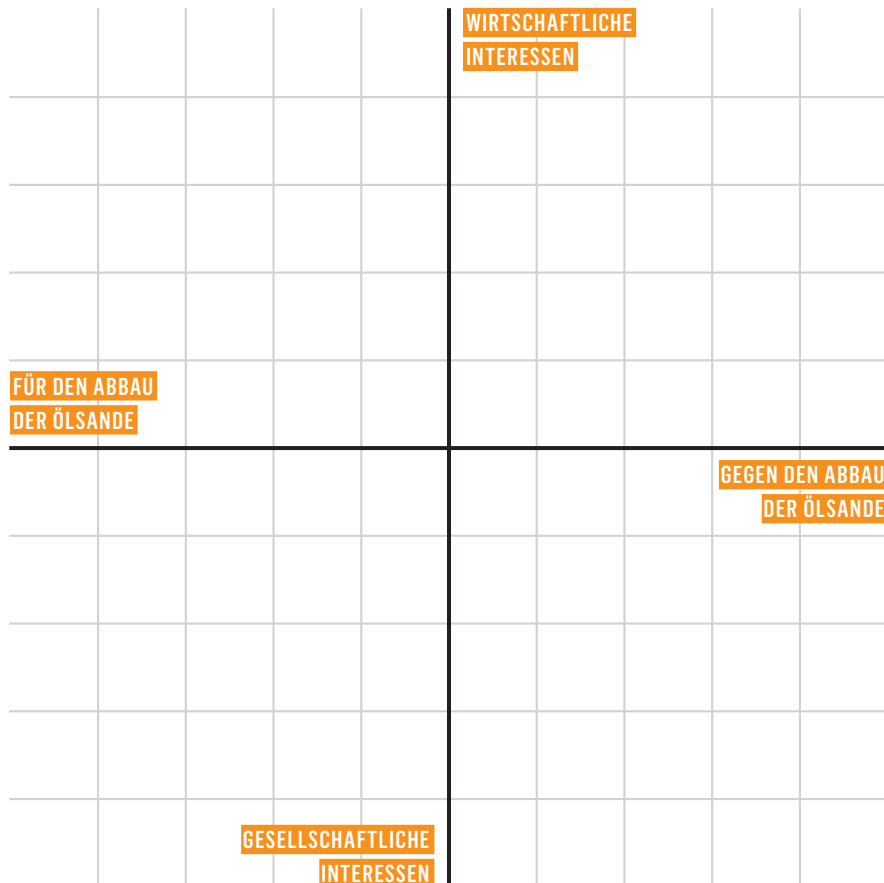 WIRTSCHAFTLICHE
INTERESSEN
FÜR DEN ABBAU
DER ÖLSANDE
GEGEN DEN ABBAU
DER ÖLSANDE
GESELLSCHAFTLICHE
INTERESSEN